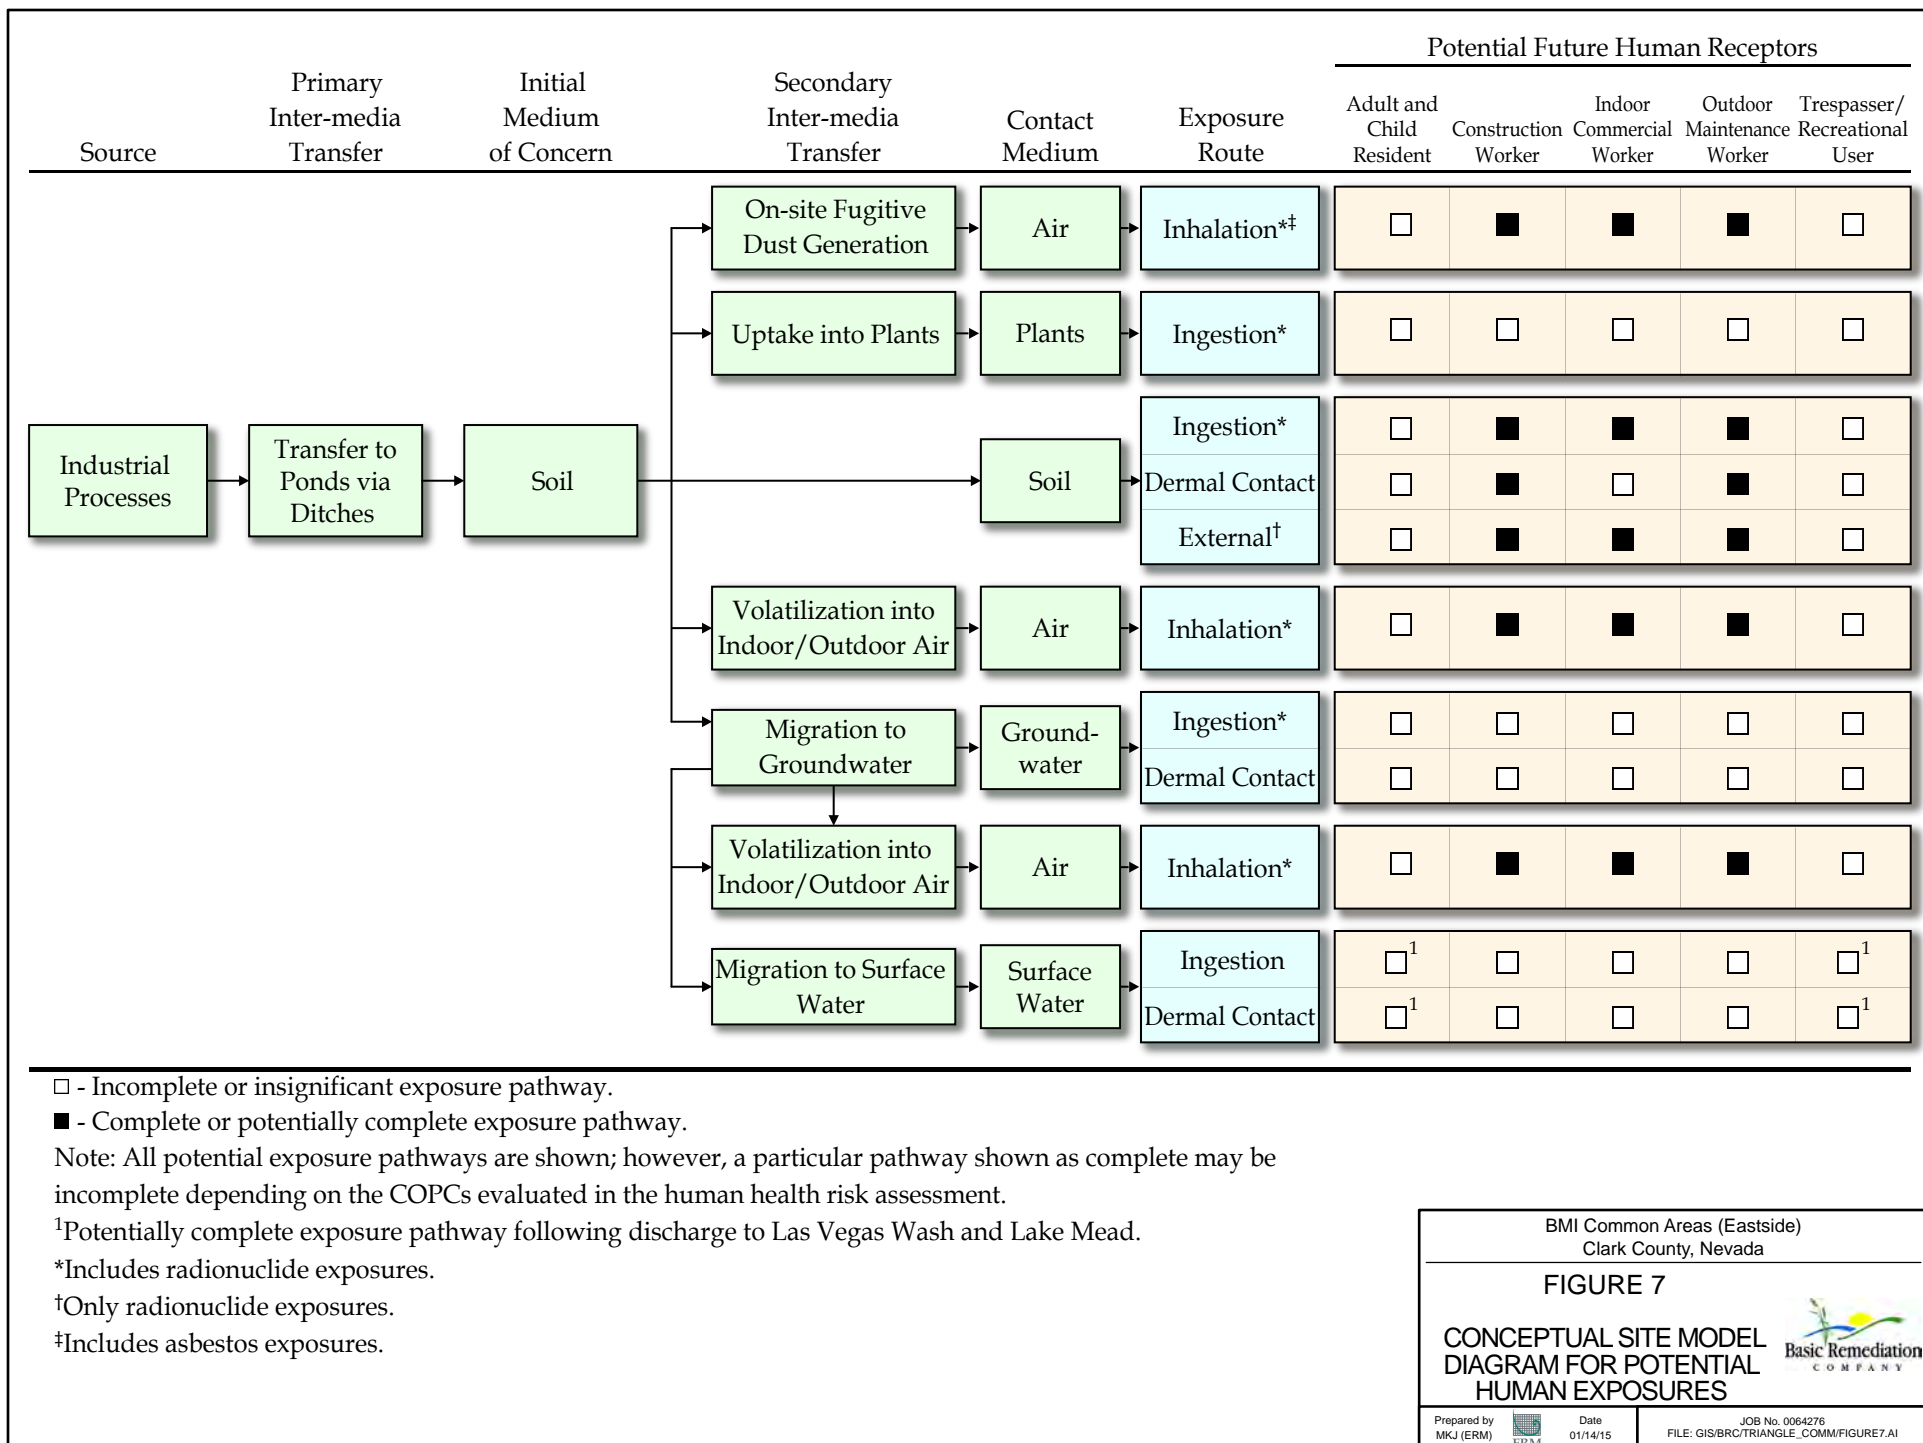 Potential Future Human Receptors
Source
Primary
Inter-media
Transfer
Initial
Medium
of Concern
Secondary
Inter-media
Transfer
Contact
Medium
Exposure
Route
Adult and
Child
Resident
Construction
Worker
Indoor
Commercial
Worker
Outdoor
Maintenance
Worker
Trespasser/
Recreational
User
On-site Fugitive
Dust Generation
Air
Inhalation*‡
Uptake into Plants
Plants
Ingestion*
Industrial
Processes
Transfer to
Ponds via
Ditches
Soil
Soil
Ingestion*
Dermal Contact
External†
Volatilization into
Indoor/Outdoor Air
Air
Inhalation*
Migration to
Groundwater
Ground-
water
Ingestion*
Dermal Contact
Volatilization into
Indoor/Outdoor Air
Air
Inhalation*
Migration to Surface
Water
Surface
Water
Ingestion
1
1
Dermal Contact
1
1
□ - Incomplete or insignificant exposure pathway.
■ - Complete or potentially complete exposure pathway.
Note: All potential exposure pathways are shown; however, a particular pathway shown as complete may be
incomplete depending on the COPCs evaluated in the human health risk assessment.
1Potentially complete exposure pathway following discharge to Las Vegas Wash and Lake Mead.
*Includes radionuclide exposures.
†Only radionuclide exposures.
‡Includes asbestos exposures.
BMI Common Areas (Eastside)
Clark County, Nevada
FIGURE 7
CONCEPTUAL SITE MODEL
DIAGRAM FOR POTENTIAL
HUMAN EXPOSURES
Basic Remediation
COMPANY
Prepared by
MKJ (ERM)
ERM
Date
01/14/15
JOB No. 0064276
FILE: GIS/BRC/TRIANGLE_COMM/FIGURE7.AI